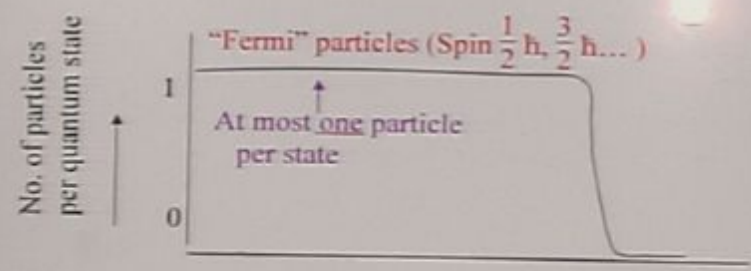 No. of particles
per quantum state
"Fermi" particles (Spin 1/2 ħ, 3/2 ħ... )
1
At most one particle
per state
0